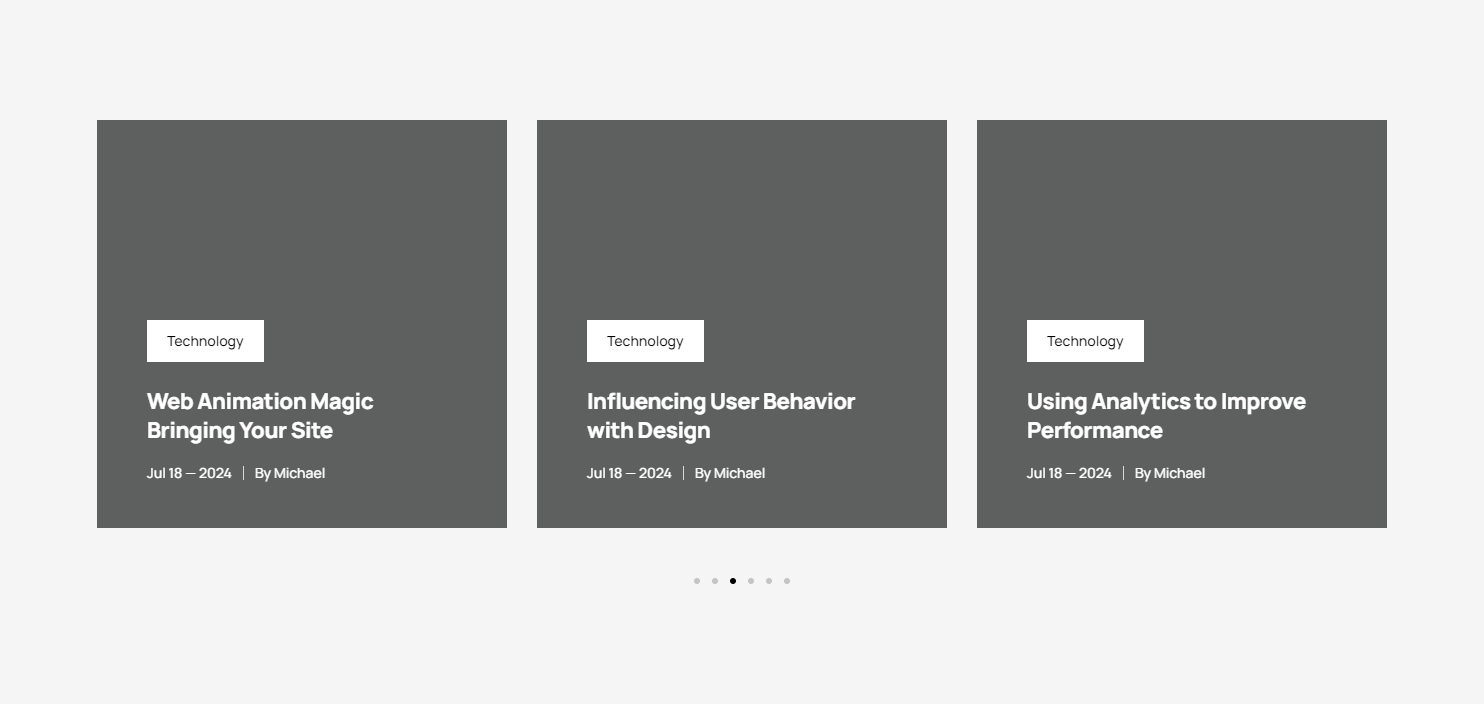 Technology
Web Animation Magic
Bringing Your Site
Jul 18 — 2024 | By Michael
Technology
Influencing User Behavior
with Design
Jul 18 — 2024 | By Michael
Technology
Using Analytics to Improve
Performance
Jul 18 — 2024 | By Michael